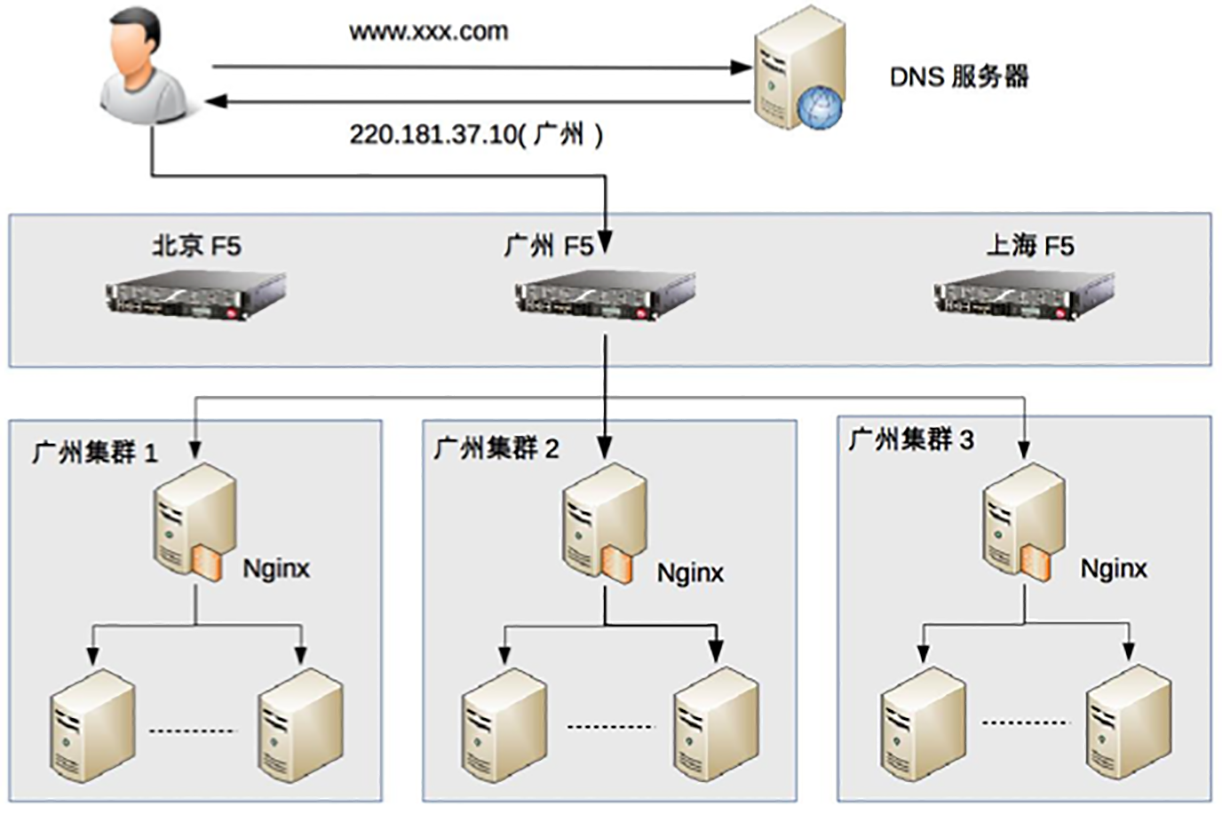 www.xxx.com
DNS 服务器
220.181.37.10( 广州 )
北京 F5
广州 F5
上海 F5
广州集群 1
广州集群 2
广州集群 3
Nginx
Nginx
Nginx